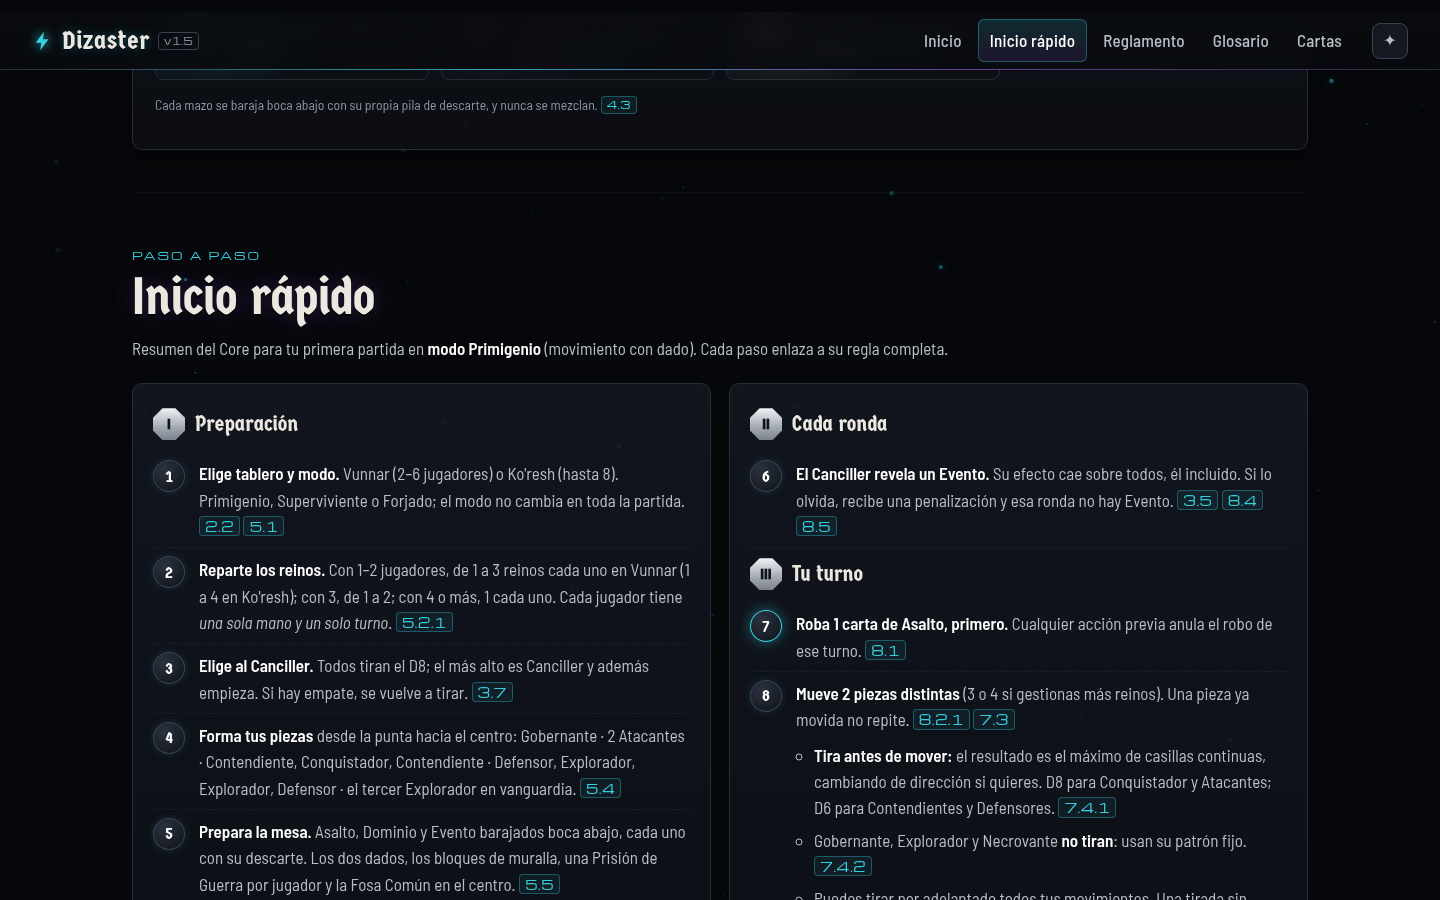 Dizaster v1.5
Inicio
Inicio rápido
Reglamento
Glosario
Cartas
Cada mazo se baraja boca abajo con su propia pila de descarte, y nunca se mezclan. 4.3
PASO A PASO
Inicio rápido
Resumen del Core para tu primera partida en modo Primigenio (movimiento con dado). Cada paso enlaza a su regla completa.
I Preparación
1 Elige tablero y modo. Vunnar (2–6 jugadores) o Ko'resh (hasta 8).
Primigenio, Superviviente o Forjado; el modo no cambia en toda la partida.
2.2 5.1
2 Reparte los reinos. Con 1–2 jugadores, de 1 a 3 reinos cada uno en Vunnar (1
a 4 en Ko'resh); con 3, de 1 a 2; con 4 o más, 1 cada uno. Cada jugador tiene
una sola mano y un solo turno. 5.2.1
3 Elige al Canciller. Todos tiran el D8; el más alto es Canciller y además
empieza. Si hay empate, se vuelve a tirar. 3.7
4 Forma tus piezas desde la punta hacia el centro: Gobernante · 2 Atacantes
· Contendiente, Conquistador, Contendiente · Defensor, Explorador,
Explorador, Defensor · el tercer Explorador en vanguardia. 5.4
5 Prepara la mesa. Asalto, Dominio y Evento barajados boca abajo, cada uno
con su descarte. Los dos dados, los bloques de muralla, una Prisión de
Guerra por jugador y la Fosa Común en el centro. 5.5
II Cada ronda
6 El Canciller revela un Evento. Su efecto cae sobre todos, él incluido. Si lo
olvida, recibe una penalización y esa ronda no hay Evento. 3.5 8.4
8.5
III Tu turno
7 Roba 1 carta de Asalto, primero. Cualquier acción previa anula el robo de
ese turno. 8.1
8 Mueve 2 piezas distintas (3 o 4 si gestionas más reinos). Una pieza ya
movida no repite. 8.2.1 7.3
Tira antes de mover: el resultado es el máximo de casillas continuas,
cambiando de dirección si quieres. D8 para Conquistador y Atacantes;
D6 para Contendientes y Defensores. 7.4.1
Gobernante, Explorador y Necrovante no tiran: usan su patrón fijo.
7.4.2
Puedes tirar por adelantado todos tus movimientos. Una tirada sin